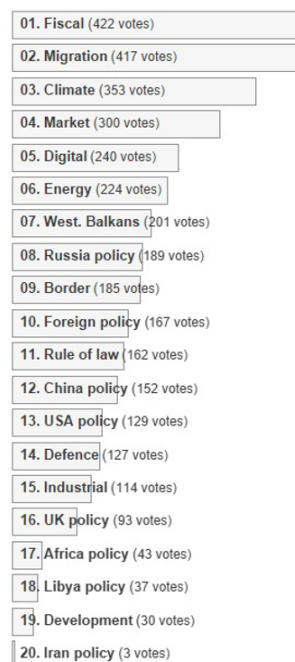 01. Fiscal (422 votes)
02. Migration (417 votes)
03. Climate (353 votes)
04. Market (300 votes)
05. Digital (240 votes)
06. Energy (224 votes)
07. West. Balkans (201 votes)
08. Russia policy (189 votes)
09. Border (185 votes)
10. Foreign policy (167 votes)
11. Rule of law (162 votes)
12. China policy (152 votes)
13. USA policy (129 votes)
14. Defence (127 votes)
15. Industrial (114 votes)
16. UK policy (93 votes)
17. Africa policy (43 votes)
18. Libya policy (37 votes)
19. Development (30 votes)
20. Iran policy (3 votes)